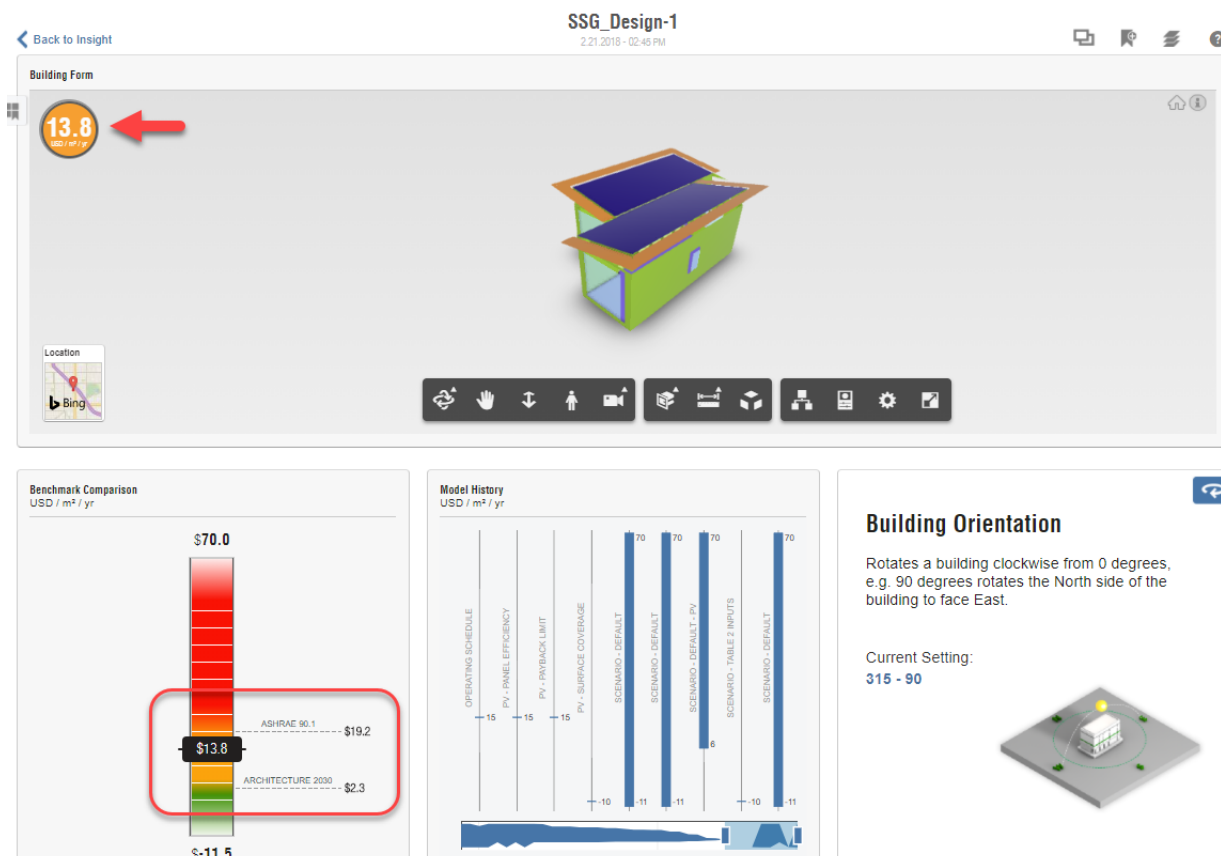 SSG_Design-1
2.21.2018 - 02:45 PM
Back to Insight
Building Form
13.8
USD / m² / yr
Location
Bing
Benchmark Comparison
USD / m² / yr
$70.0
ASHRAE 90.1
$19.2
$13.8
ARCHITECTURE 2030
$2.3
$-11.5
Model History
USD / m² / yr
OPERATING SCHEDULE
15
PV - PANEL EFFICIENCY
15
PV - PAYBACK LIMIT
15
PV - SURFACE COVERAGE
-10
SCENARIO - DEFAULT
70
-11
SCENARIO - DEFAULT
70
-11
SCENARIO - DEFAULT - PV
70
6
SCENARIO - TABLE 2 INPUTS
-10
SCENARIO - DEFAULT
70
-11
Building Orientation
Rotates a building clockwise from 0 degrees,
e.g. 90 degrees rotates the North side of the
building to face East.
Current Setting:
315 - 90